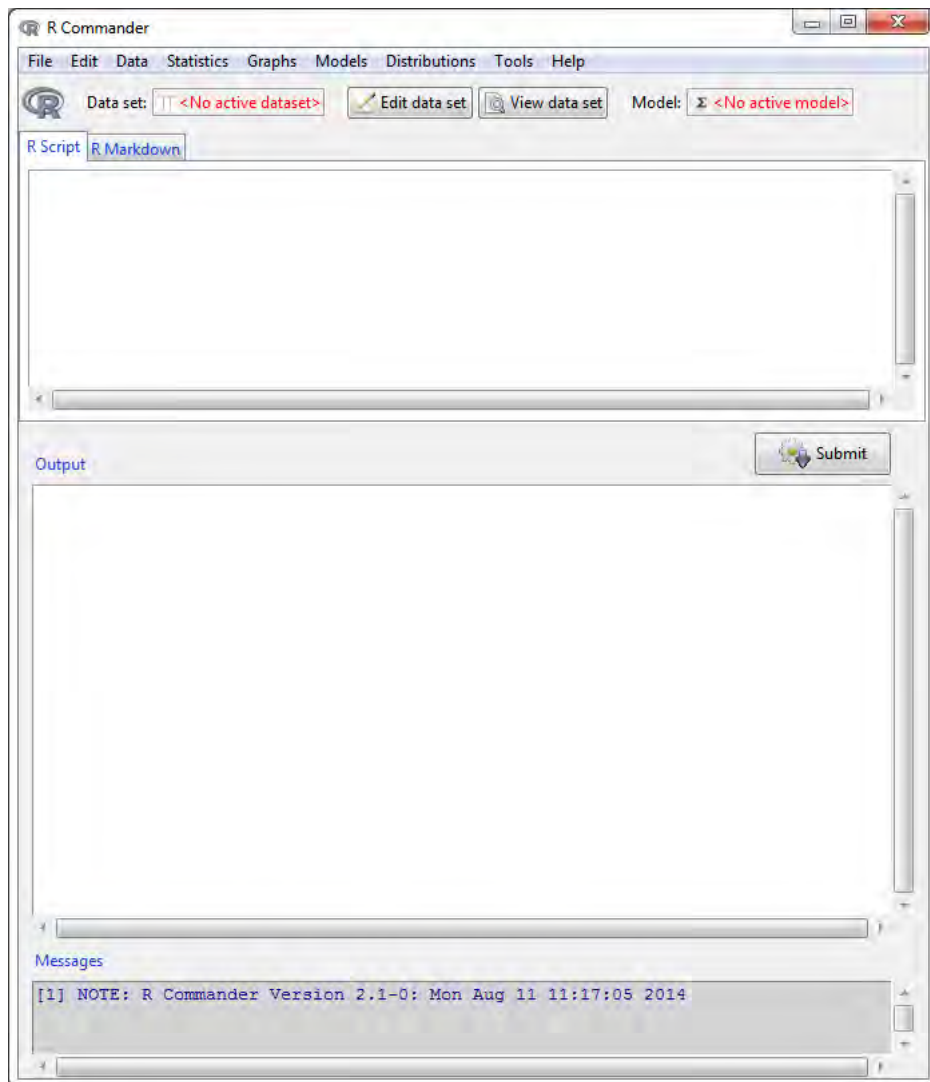 R Commander
File Edit Data Statistics Graphs Models Distributions Tools Help
R Data set: <No active dataset> Edit data set View data set Model: Σ <No active model>
R Script R Markdown
Submit
Output
Messages
[1] NOTE: R Commander Version 2.1-0: Mon Aug 11 11:17:05 2014